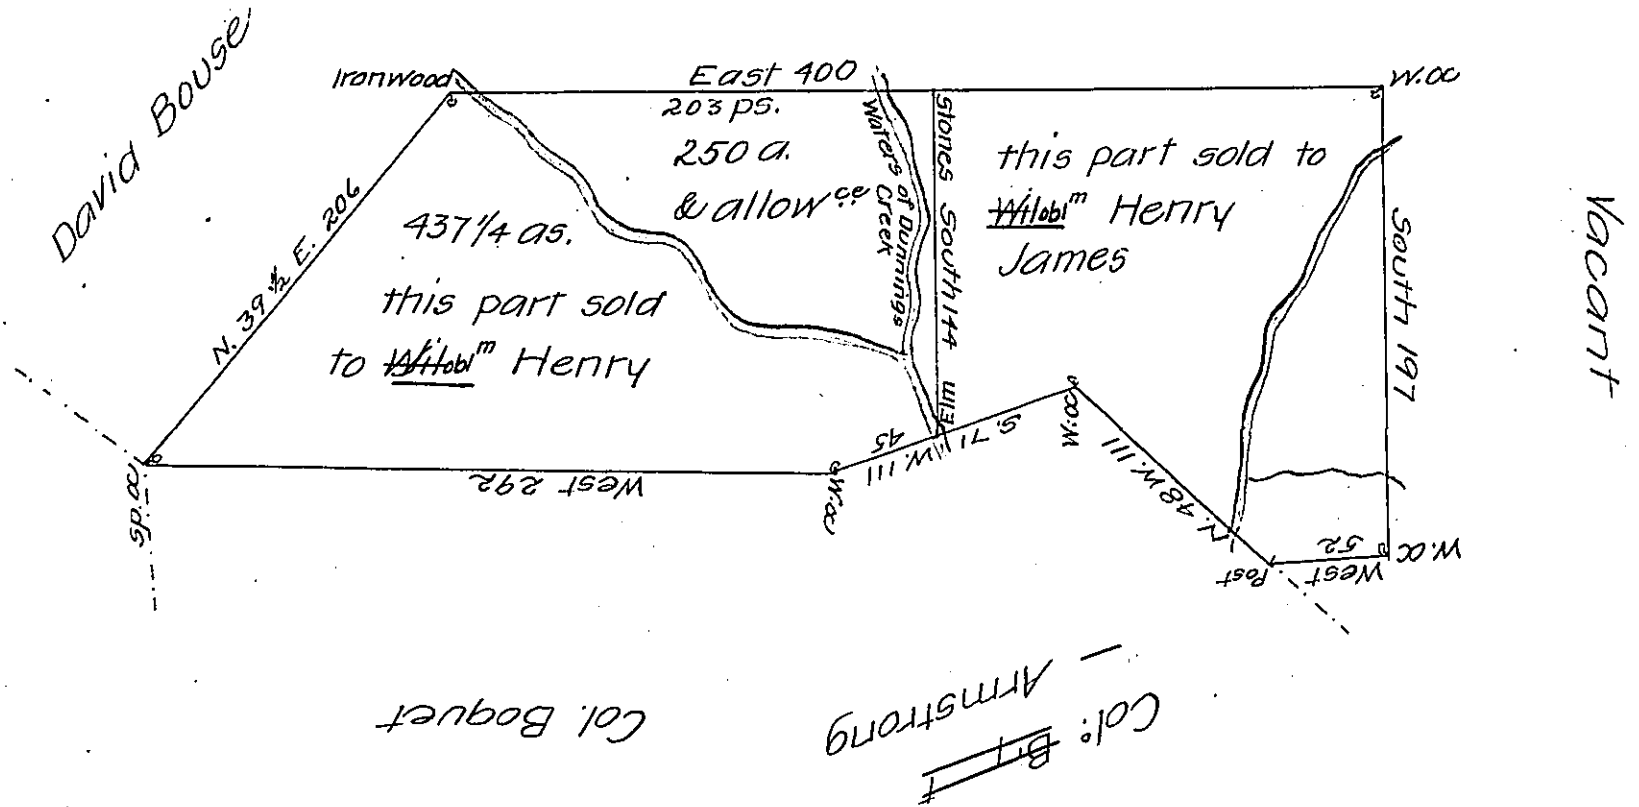 David Bouse
Ironwood
East 400
203 ps.
250 a.
& allow ce
W.oc
Waters of Dunnings
Creek
Stones South 144 Elm
this part sold to
Henry
James
South 197
Vacant
N. 39 1/2 E. 206
437 1/4 as.
this part sold
to Henry
Sp. oc
West 292
W.oc
S. 71 W. 111
45
W.oc
N. 48 W. 111
Post
West
52
W.oc
Col. Boquet
Col:
Armstrong